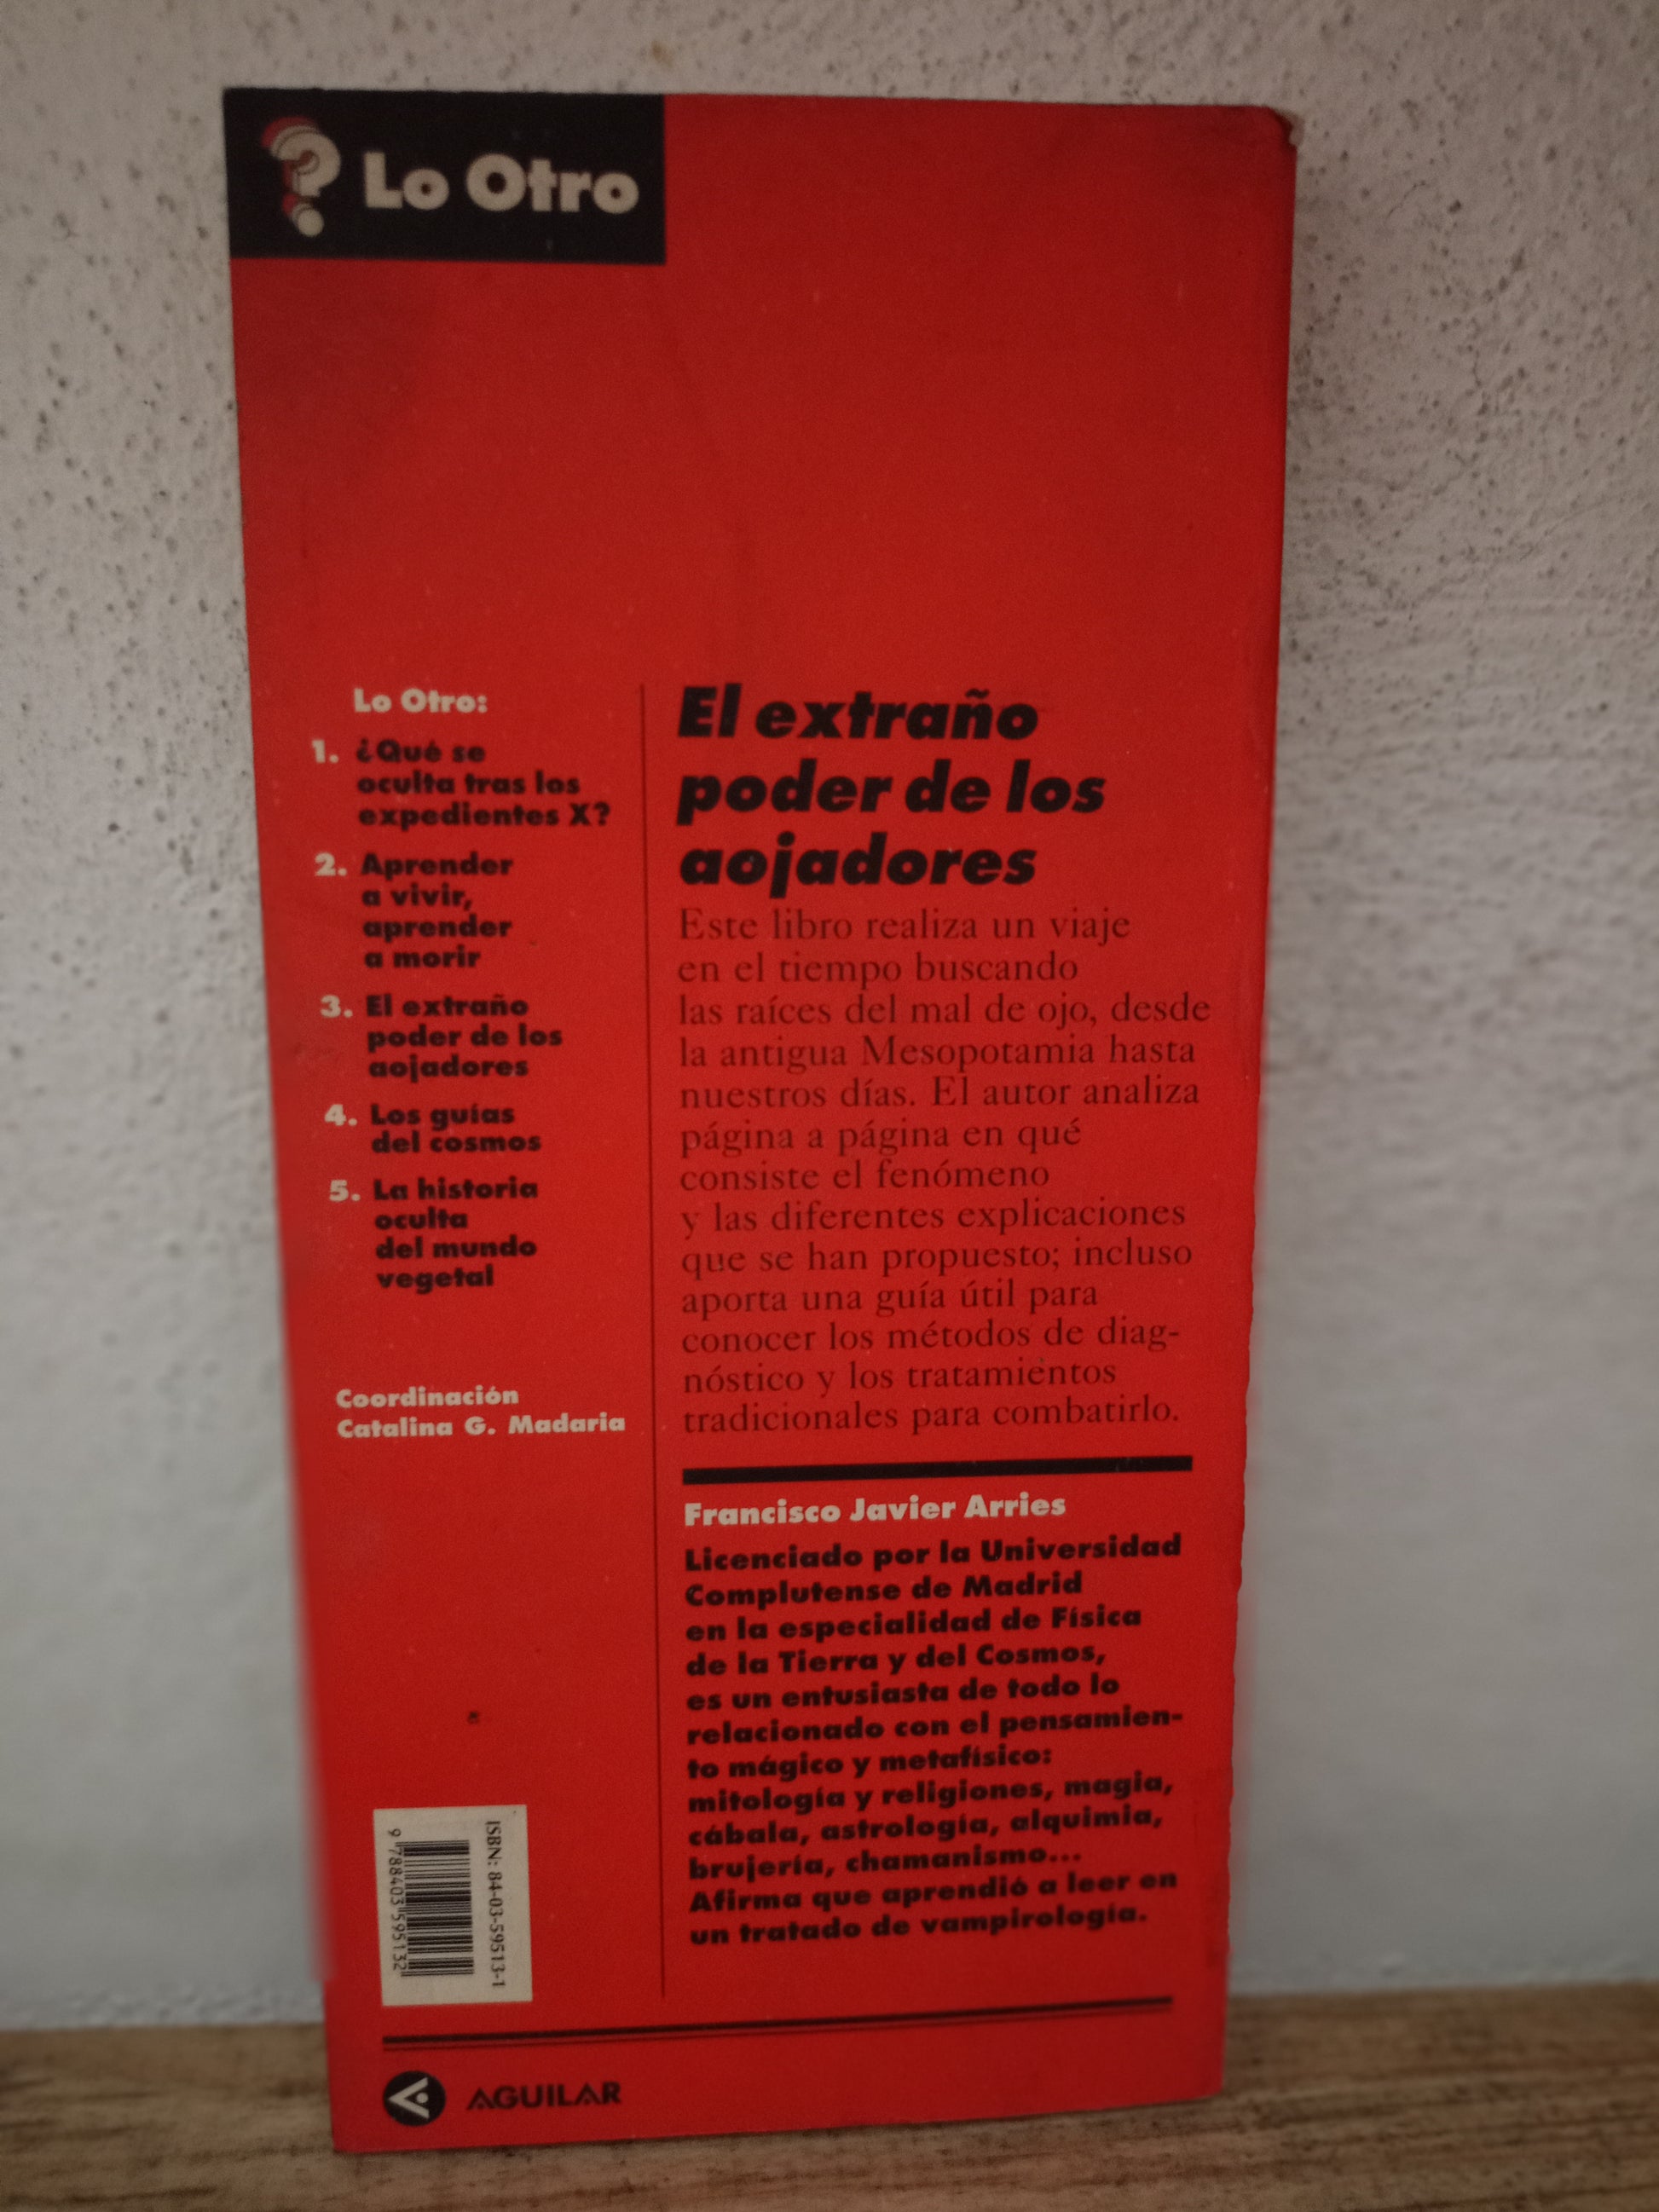 ? Lo Otro
Lo Otro:
1. ¿Qué se
oculta tras los
expedientes X?
2. Aprender
a vivir,
aprender
a morir
3. El extraño
poder de los
aojadores
4. Los guías
del cosmos
5. La historia
oculta
del mundo
vegetal
Coordinación
Catalina G. Madaria
ISBN: 84-03-59513-1
9 788403 595132
El extraño
poder de los
aojadores
Este libro realiza un viaje
en el tiempo buscando
las raíces del mal de ojo, desde
la antigua Mesopotamia hasta
nuestros días. El autor analiza
página a página en qué
consiste el fenómeno
y las diferentes explicaciones
que se han propuesto; incluso
aporta una guía útil para
conocer los métodos de diag-
nóstico y los tratamientos
tradicionales para combatirlo.
Francisco Javier Arries
Licenciado por la Universidad
Complutense de Madrid
en la especialidad de Física
de la Tierra y del Cosmos,
es un entusiasta de todo lo
relacionado con el pensamien-
to mágico y metafísico:
mitología y religiones, magia,
cábala, astrología, alquimia,
brujería, chamanismo...
Afirma que aprendió a leer en
un tratado de vampirología.
AGUILAR